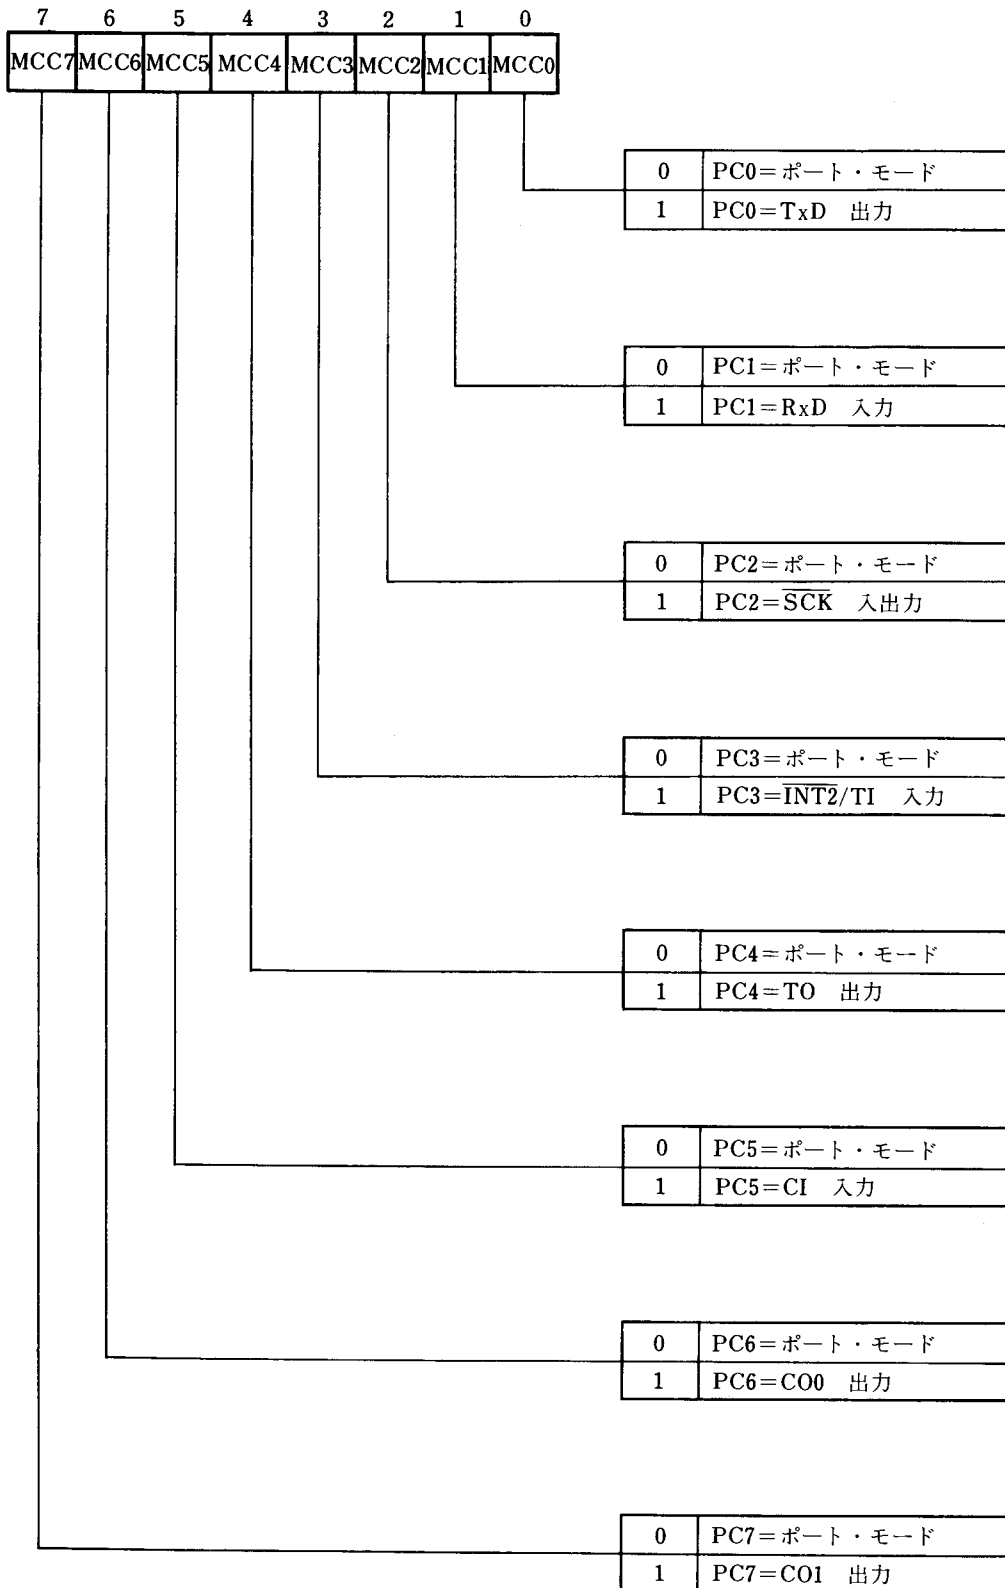 7 6 5 4 3 2 1 0
MCC7 MCC6 MCC5 MCC4 MCC3 MCC2 MCC1 MCC0
0 PC0=ポート・モード
1 PC0=TxD 出力
0 PC1=ポート・モード
1 PC1=RxD 入力
0 PC2=ポート・モード
1 PC2=S̅C̅K̅ 入出力
0 PC3=ポート・モード
1 PC3=I̅N̅T̅2̅/TI 入力
0 PC4=ポート・モード
1 PC4=TO 出力
0 PC5=ポート・モード
1 PC5=CI 入力
0 PC6=ポート・モード
1 PC6=CO0 出力
0 PC7=ポート・モード
1 PC7=CO1 出力